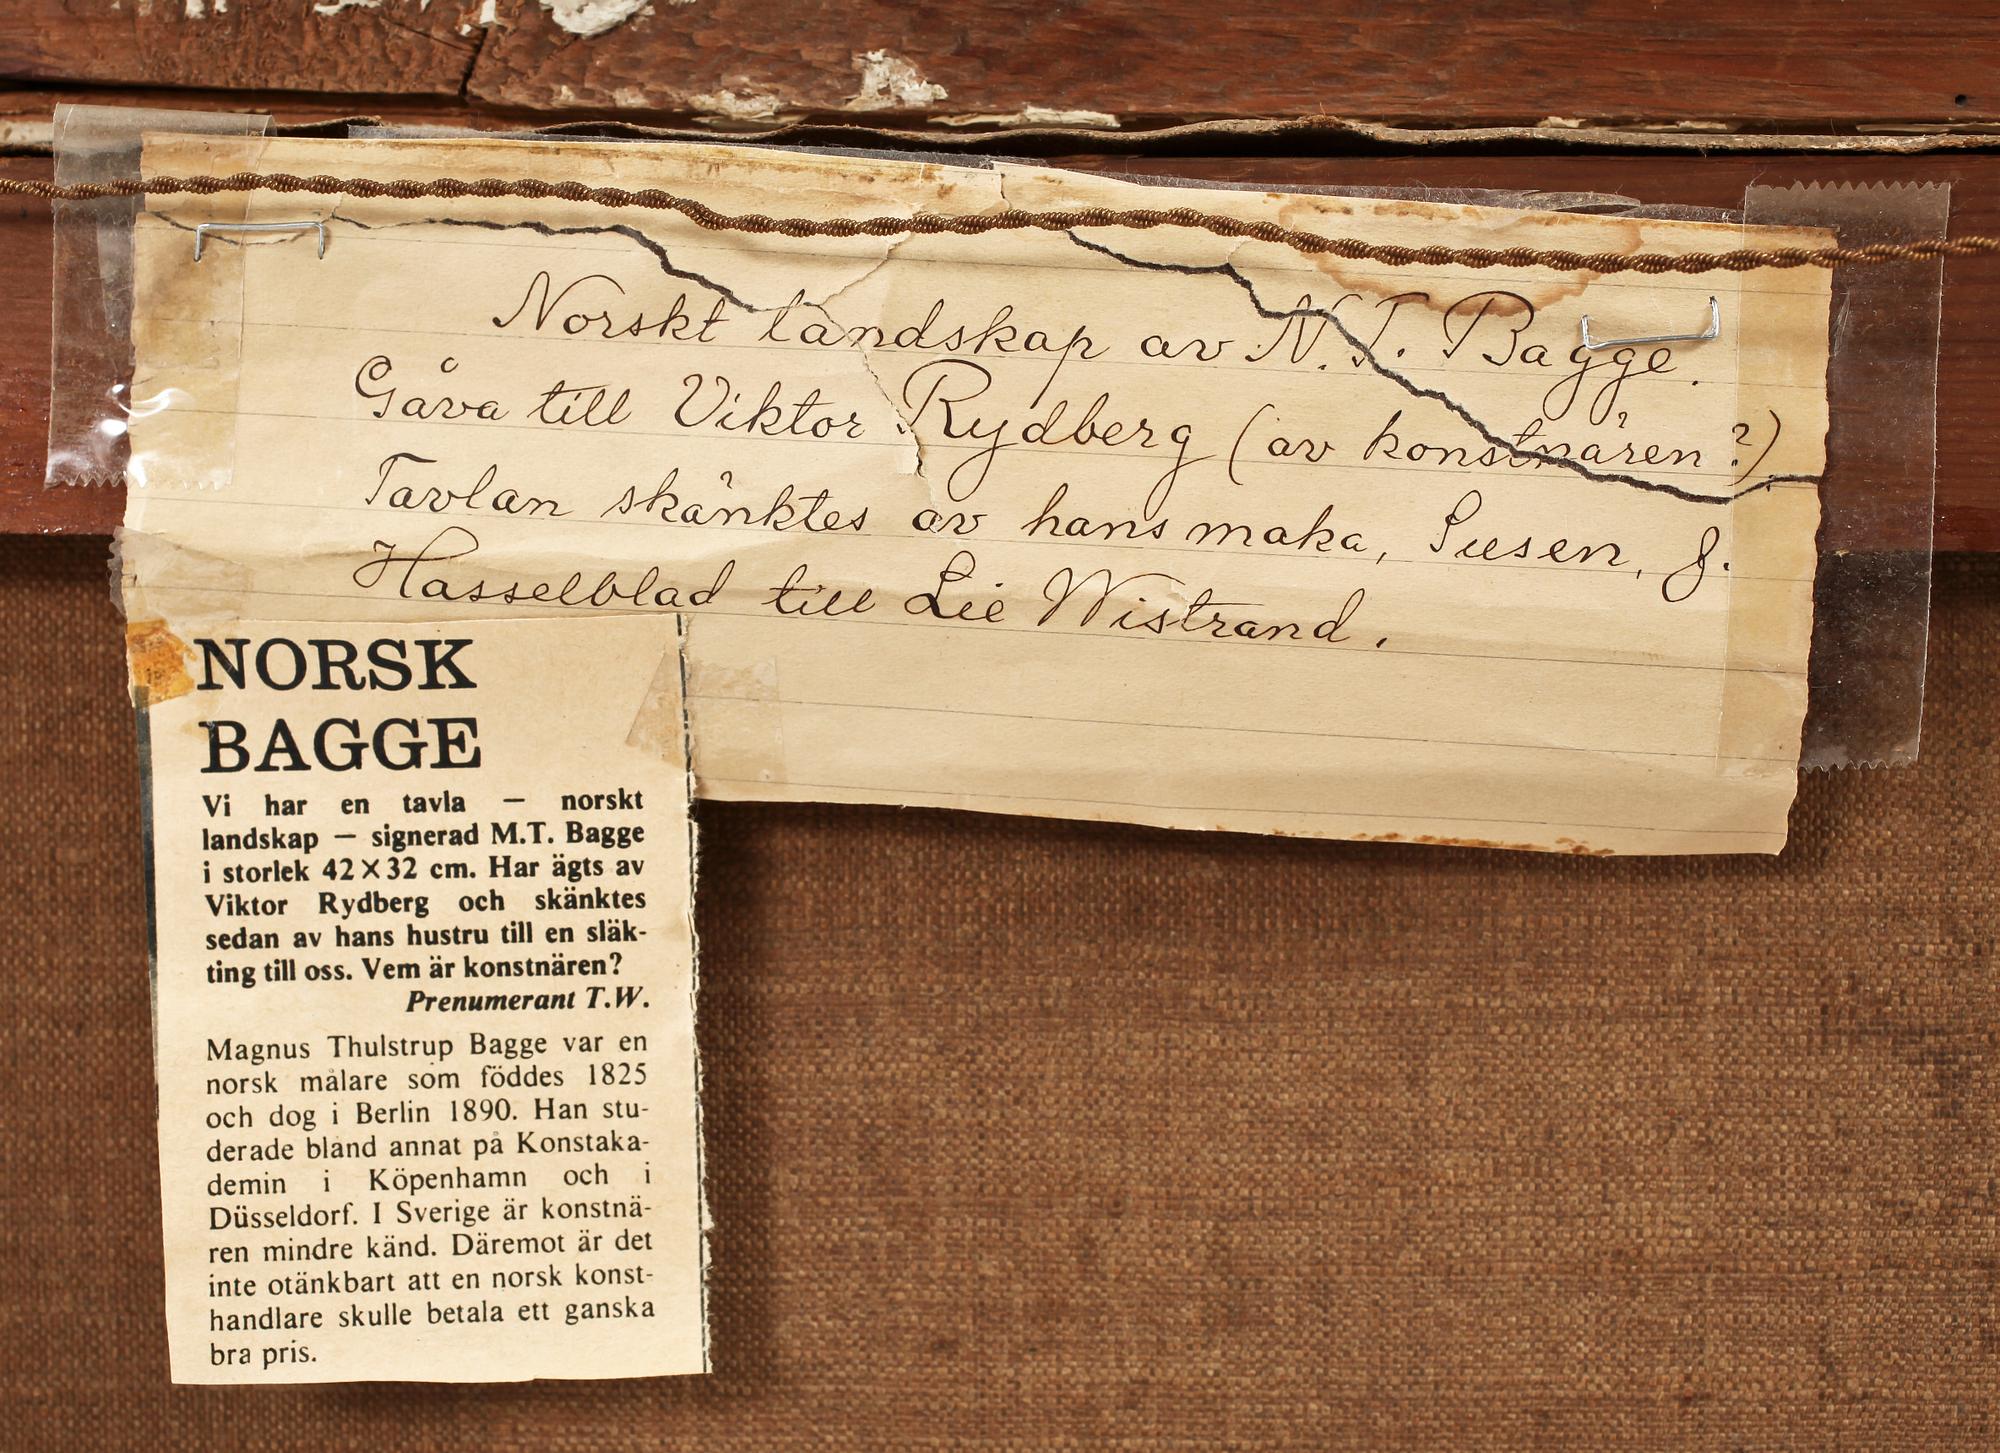 Norskt landskap av N.T. Bagge.
Gåva till Viktor Rydberg (av konstnären?)
Tavlan skänktes av hans maka, Susen, f.
Hasselblad till Lie Wistrand.
NORSK
BAGGE
Vi har en tavla — norskt
landskap — signerad M.T. Bagge
i storlek 42×32 cm. Har ägts av
Viktor Rydberg och skänktes
sedan av hans hustru till en släk-
ting till oss. Vem är konstnären?
Prenumerant T.W.
Magnus Thulstrup Bagge var en
norsk målare som föddes 1825
och dog i Berlin 1890. Han stu-
derade bland annat på Konstaka-
demin i Köpenhamn och i
Düsseldorf. I Sverige är konstnä-
ren mindre känd. Däremot är det
inte otänkbart att en norsk konst-
handlare skulle betala ett ganska
bra pris.